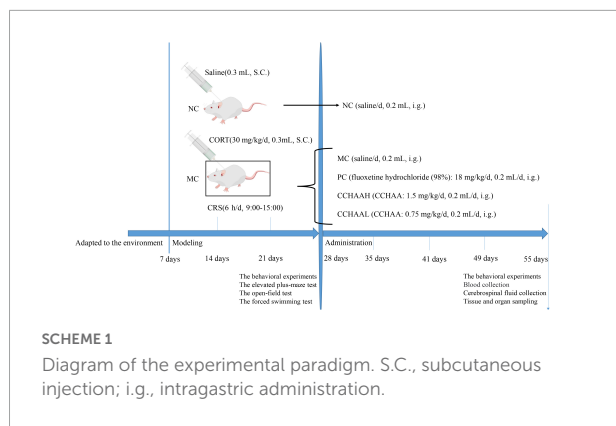 Saline(0.3 mL, S.C.)
NC
NC (saline/d, 0.2 mL, i.g.)
CORT(30 mg/kg/d, 0.3mL, S.C.)
MC
CRS(6 h/d, 9:00-15:00)
MC (saline/d, 0.2 mL, i.g.)
PC (fluoxetine hydrochloride (98%): 18 mg/kg/d, 0.2 mL/d, i.g.)
CCHAAH (CCHAA: 1.5 mg/kg/d, 0.2 mL/d, i.g.)
CCHAAL (CCHAA: 0.75 mg/kg/d, 0.2 mL/d, i.g.)
Adapted to the environment
Modeling
Administration
7 days
14 days
21 days
28 days
35 days
41 days
49 days
55 days
The behavioral experiments
The elevated plus-maze test
The open-field test
The forced swimming test
The behavioral experiments
Blood collection
Cerebrospinal fluid collection
Tissue and organ sampling
SCHEME 1
Diagram of the experimental paradigm. S.C., subcutaneous
injection; i.g., intragastric administration.